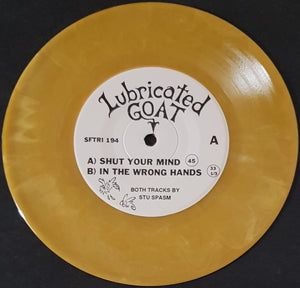 Lubricated
GOAT
SFTRI 194
A
A) SHUT YOUR MIND 45
B) IN THE WRONG HANDS 33 1/3
BOTH TRACKS BY
STU SPASM